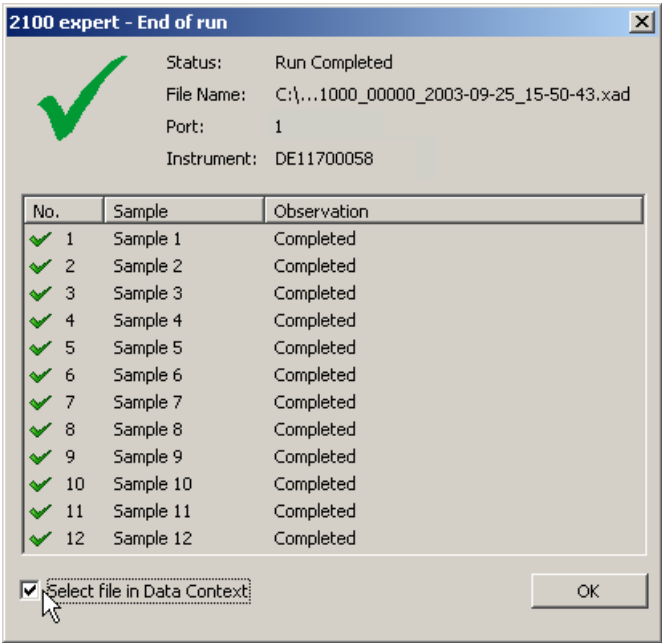 2100 expert - End of run
Status: Run Completed
File Name: C:\...1000_00000_2003-09-25_15-50-43.xad
Port: 1
Instrument: DE11700058
No. Sample Observation
1 Sample 1 Completed
2 Sample 2 Completed
3 Sample 3 Completed
4 Sample 4 Completed
5 Sample 5 Completed
6 Sample 6 Completed
7 Sample 7 Completed
8 Sample 8 Completed
9 Sample 9 Completed
10 Sample 10 Completed
11 Sample 11 Completed
12 Sample 12 Completed
Select file in Data Context OK